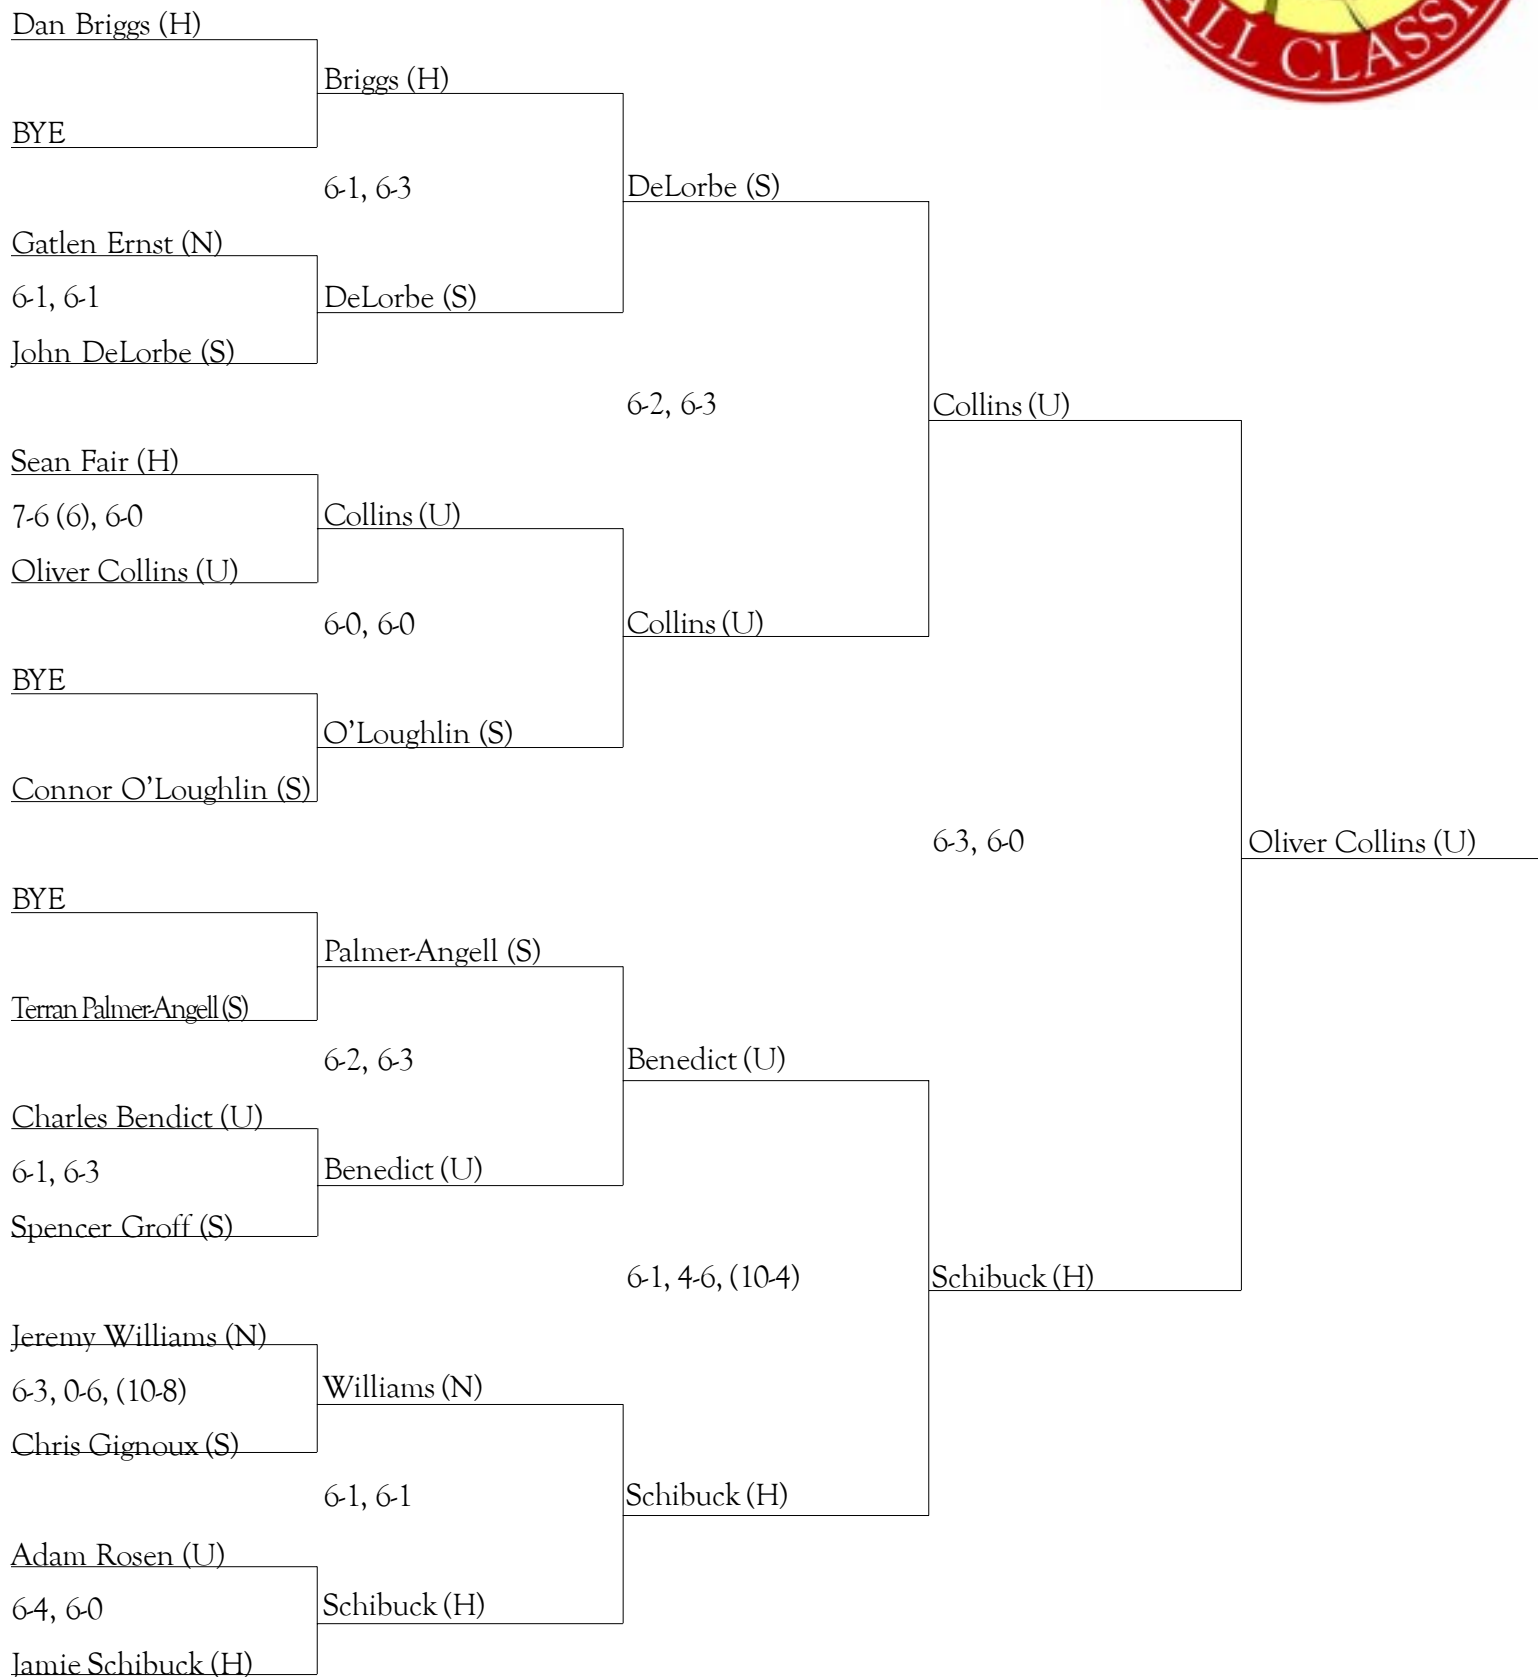 ALL CLASSI
Dan Briggs (H)
Briggs (H)
BYE
6-1, 6-3
DeLorbe (S)
Gatlen Ernst (N)
6-1, 6-1
DeLorbe (S)
John DeLorbe (S)
6-2, 6-3
Collins (U)
Sean Fair (H)
7-6 (6), 6-0
Collins (U)
Oliver Collins (U)
6-0, 6-0
Collins (U)
BYE
O'Loughlin (S)
Connor O'Loughlin (S)
6-3, 6-0
Oliver Collins (U)
BYE
Palmer-Angell (S)
Terran Palmer-Angell (S)
6-2, 6-3
Benedict (U)
Charles Bendict (U)
6-1, 6-3
Benedict (U)
Spencer Groff (S)
6-1, 4-6, (10-4)
Schibuck (H)
Jeremy Williams (N)
6-3, 0-6, (10-8)
Williams (N)
Chris Gignoux (S)
6-1, 6-1
Schibuck (H)
Adam Rosen (U)
6-4, 6-0
Schibuck (H)
Jamie Schibuck (H)